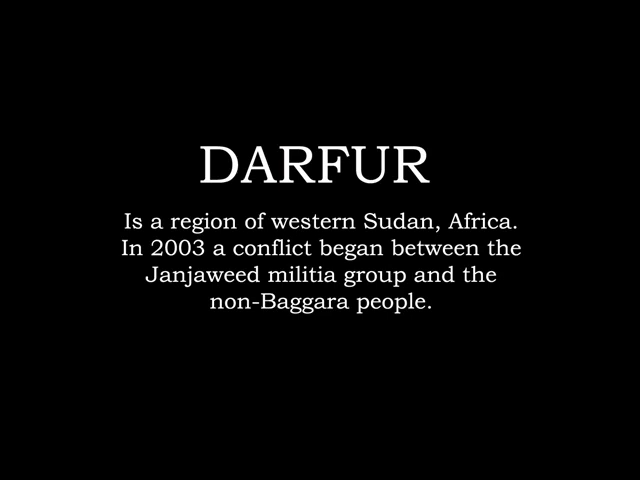 DARFUR
Is a region of western Sudan, Africa.
In 2003 a conflict began between the
Janjaweed militia group and the
non-Baggara people.